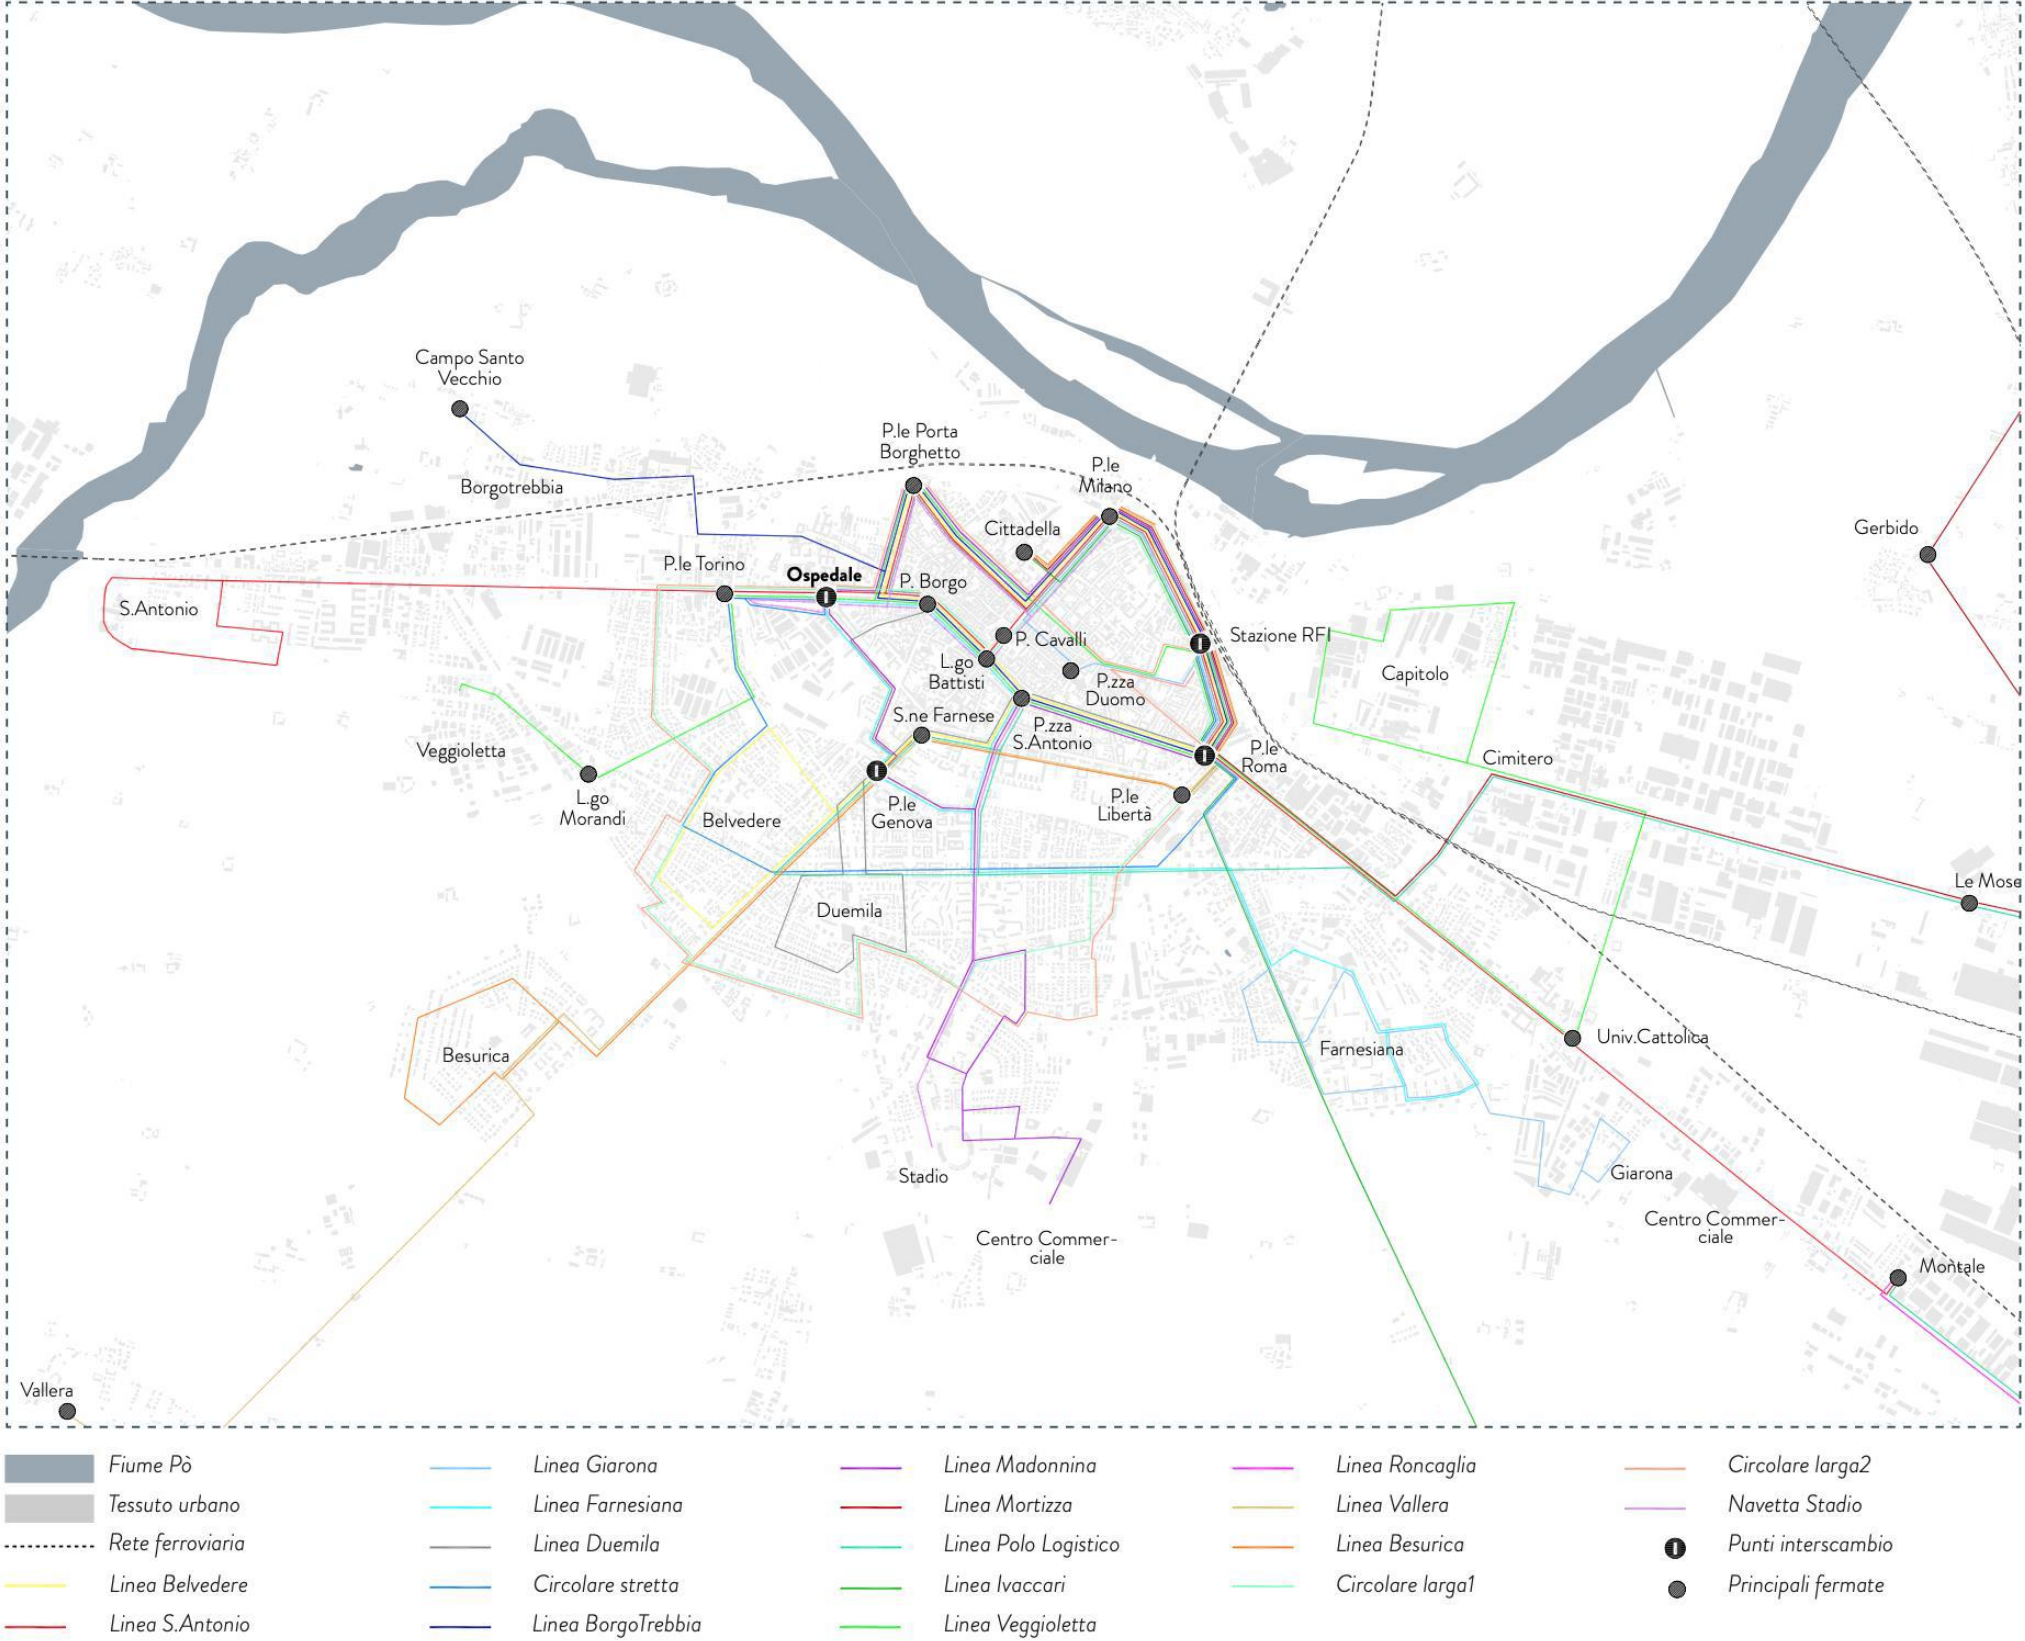 Campo Santo
Vecchio
P.le Porta
Borghetto
P.le
Milano
Borgotrebbia
Cittadella
Gerbido
P.le Torino
Ospedale
P. Borgo
S.Antonio
P. Cavalli
Stazione RFI
L.go
Battisti
Capitolo
P.zza
Duomo
S.ne Farnese
P.zza
S.Antonio
Veggioletta
P.le
Roma
Cimitero
L.go
Morandi
Belvedere
P.le
Genova
P.le
Libertà
Le Mose
Duemila
Besurica
Farnesiana
Univ.Cattolica
Stadio
Giarona
Centro Commer-
ciale
Centro Commer-
ciale
Montale
Vallera
Fiume Pò
Tessuto urbano
Rete ferroviaria
Linea Belvedere
Linea S.Antonio
Linea Giarona
Linea Farnesiana
Linea Duemila
Circolare stretta
Linea BorgoTrebbia
Linea Madonnina
Linea Mortizza
Linea Polo Logistico
Linea Ivaccari
Linea Veggioletta
Linea Roncaglia
Linea Vallera
Linea Besurica
Circolare larga1
Circolare larga2
Navetta Stadio
Punti interscambio
Principali fermate